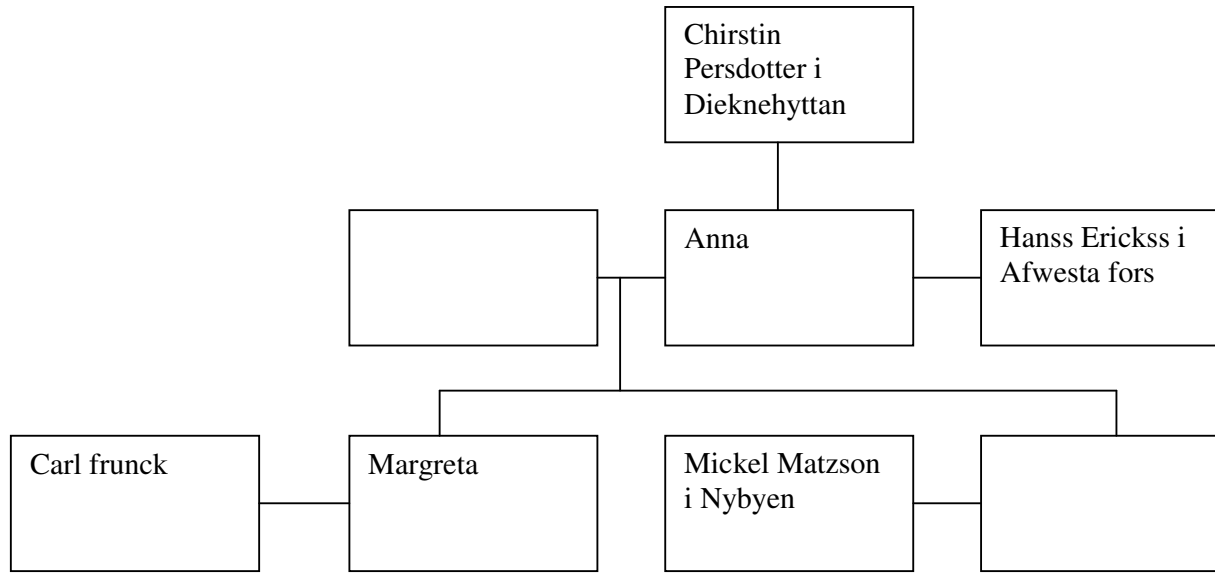 Chirstin
Persdotter i
Dieknehyttan
Anna
Hanss Erickss i
Afwesta fors
Carl frunck
Margreta
Mickel Matzson
i Nybyen